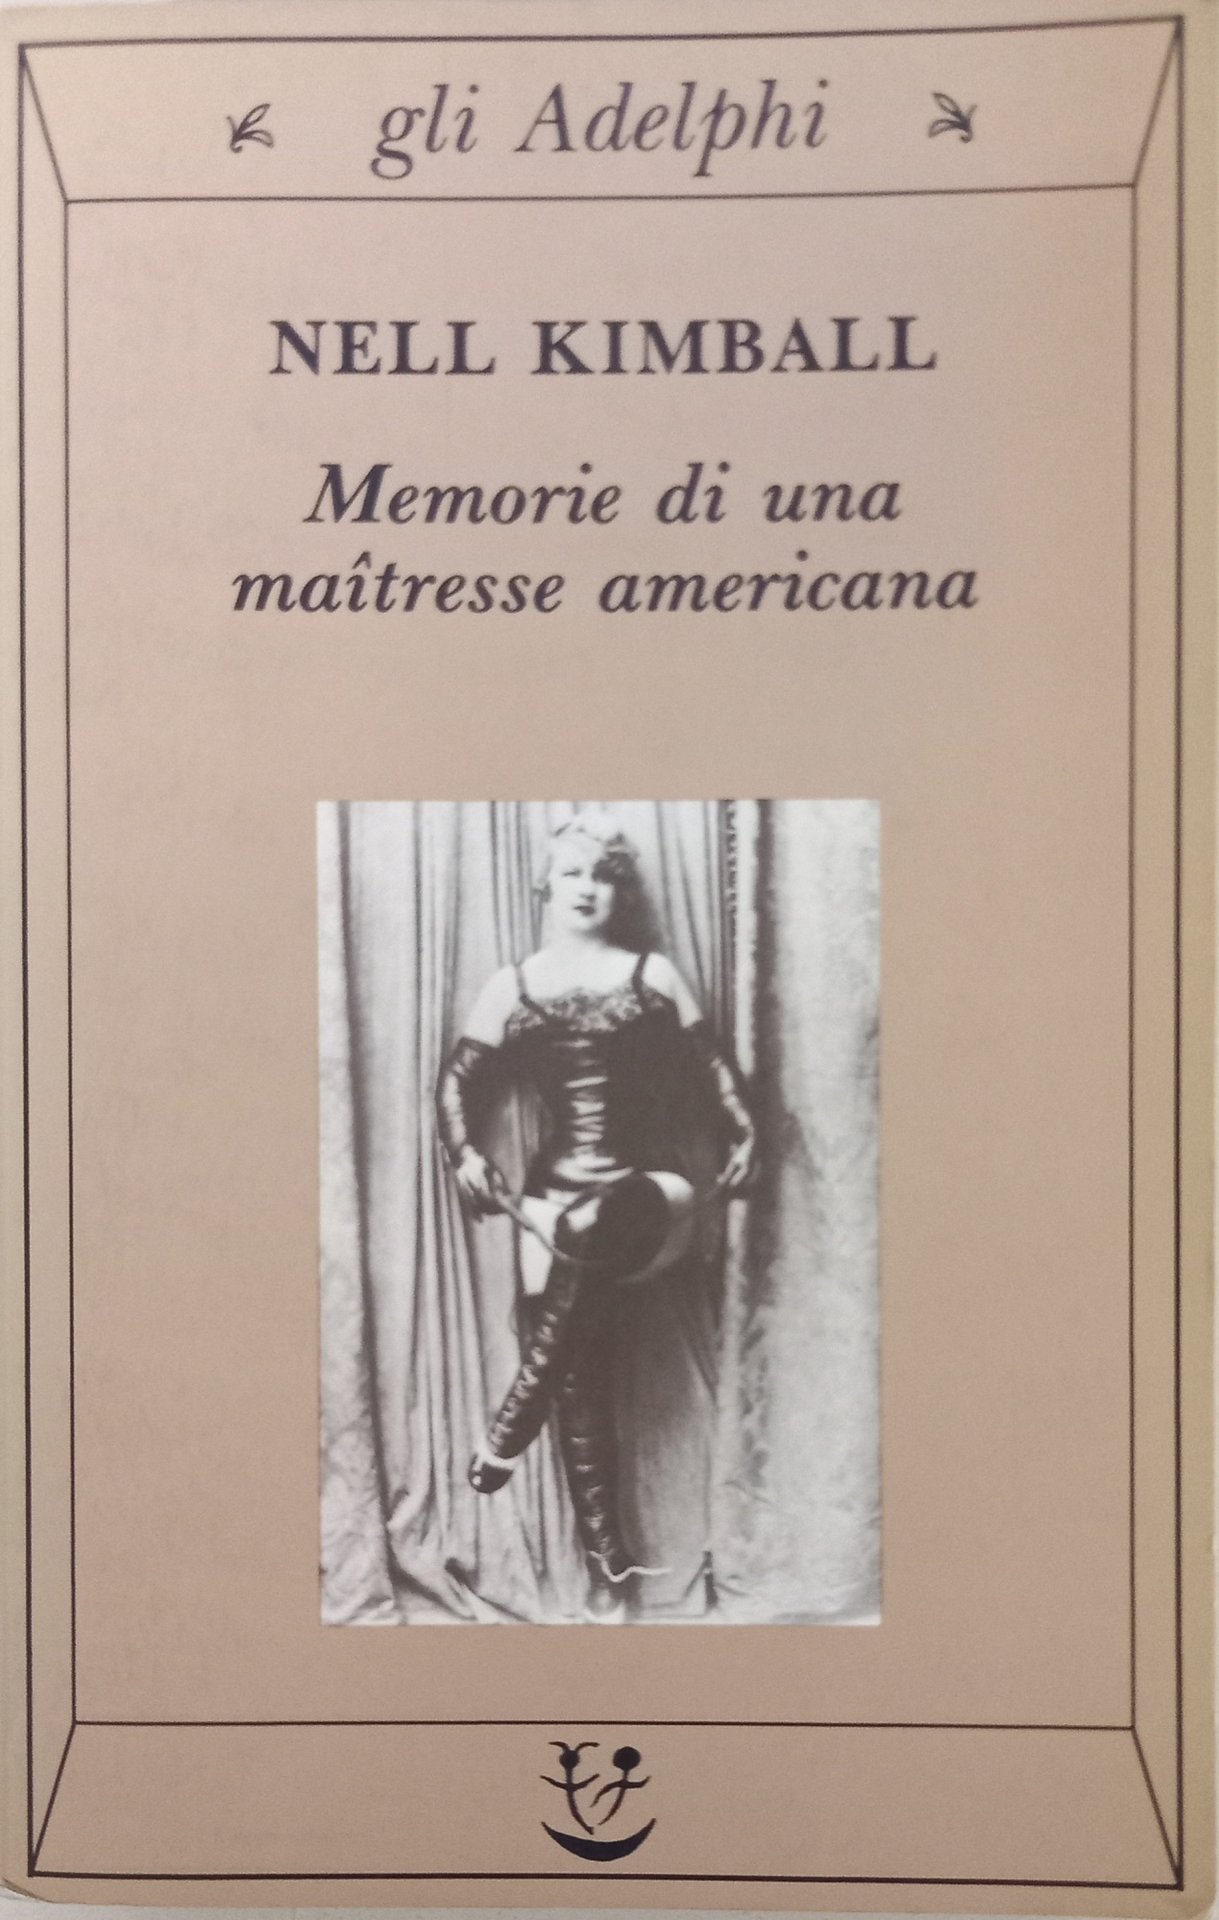 gli Adelphi
NELL KIMBALL
Memorie di una
maîtresse americana